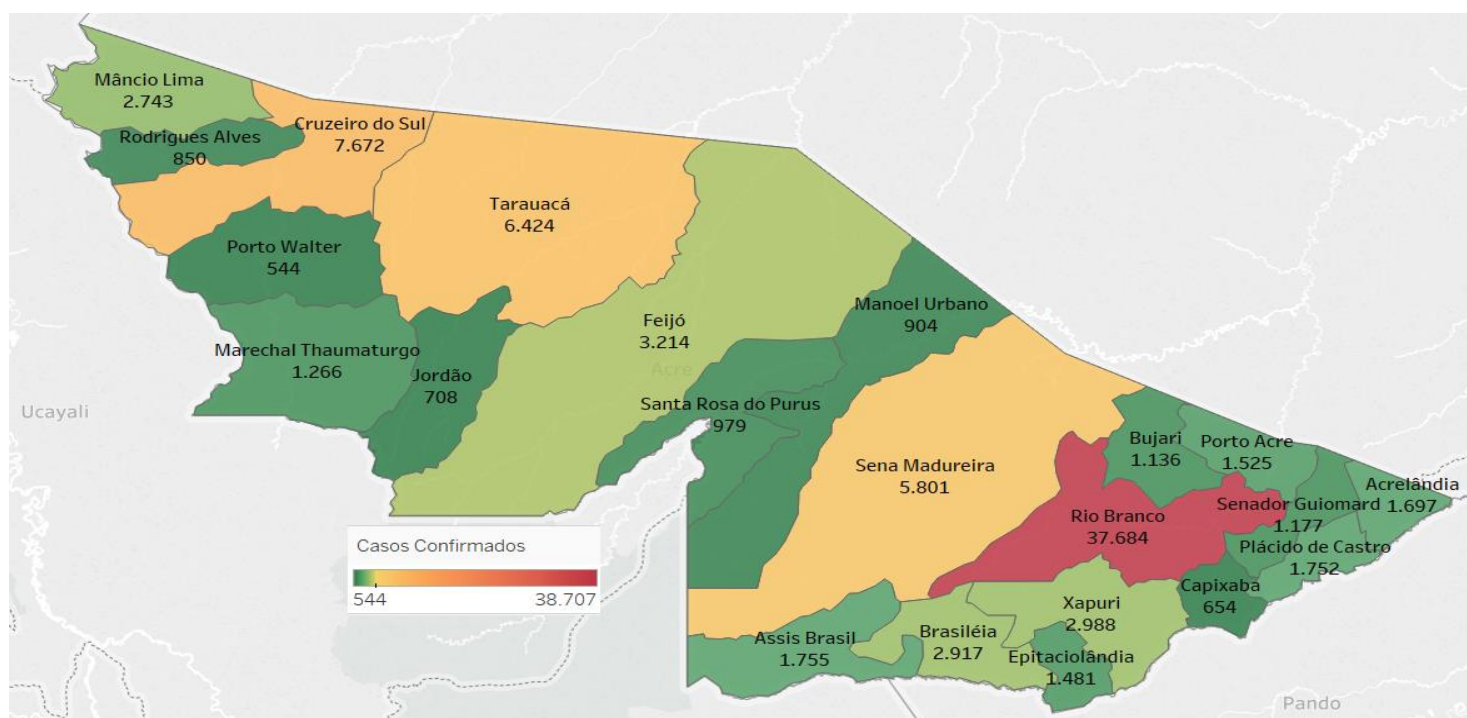 Mâncio Lima
2.743
Cruzeiro do Sul
7.672
Rodrigues Alves
850
Tarauacá
6.424
Porto Walter
544
Manoel Urbano
904
Feijó
3.214
Marechal Thaumaturgo
1.266
Jordão
708
Acre
Ucayali
Santa Rosa do Purus
979
Sena Madureira
5.801
Bujari
1.136
Porto Acre
1.525
Acrelândia
1.697
Senador Guiomard
1.177
Rio Branco
37.684
Plácido de Castro
1.752
Casos Confirmados
544
38.707
Capixaba
654
Xapuri
2.988
Assis Brasil
1.755
Brasiléia
2.917
Epitaciolândia
1.481
Pando